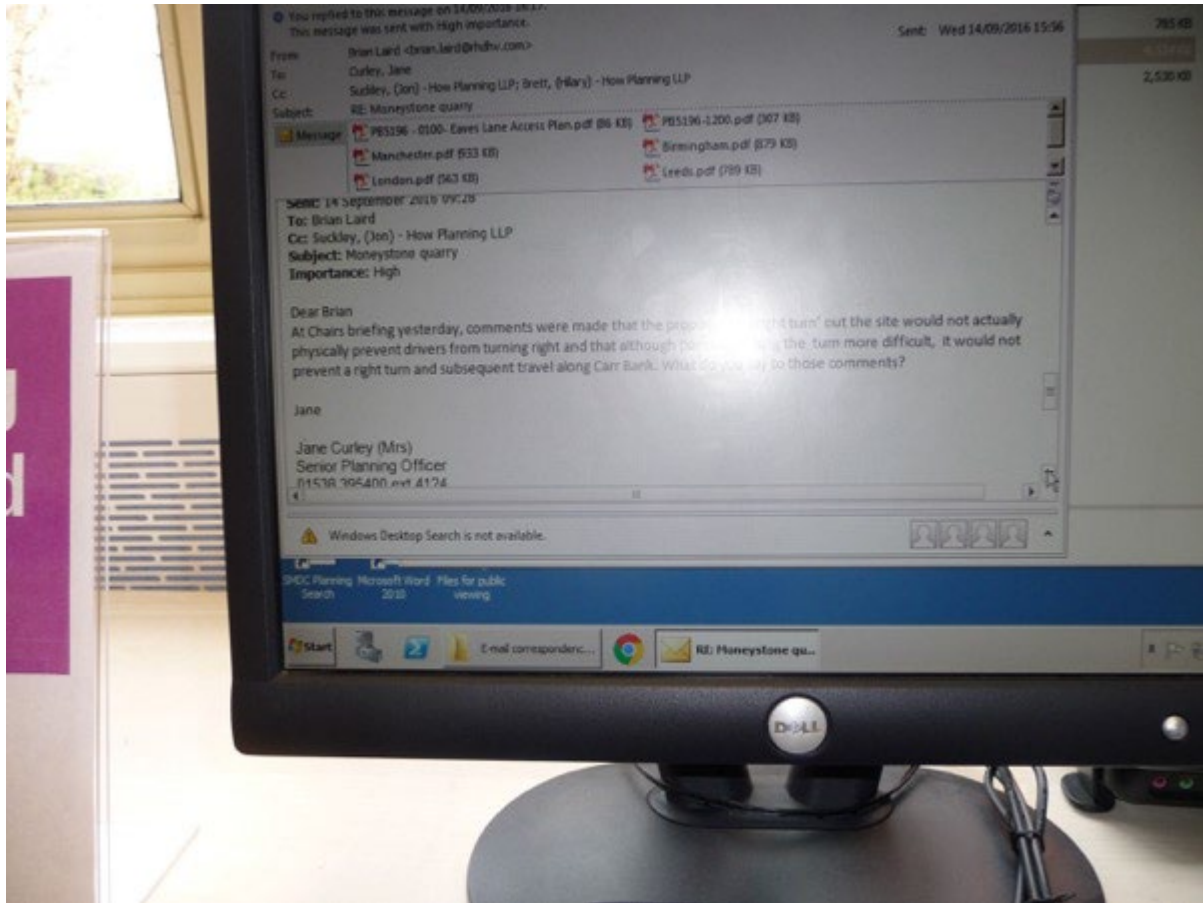 You replied to this message on 14/09/2016
This message was sent with High importance.
From: Brian Laird <brian.laird@rhdhv.com>
Sent: Wed 14/09/2016 15:56
To: Curley, Jane
Cc: Suckley, (Jon) - How Planning LLP; Brett, (Hilary) - How Planning LLP
Subject: RE: Moneystone quarry
Message
PB5196 - 0100- Eaves Lane Access Plan.pdf (86 KB)
PB5196-1200.pdf (307 KB)
Manchester.pdf (933 KB)
Birmingham.pdf (879 KB)
London.pdf (563 KB)
Leeds.pdf (789 KB)
785 KB
2,530 KB
Sent: 14 September 2016 09:28
To: Brian Laird
Cc: Suckley, (Jon) - How Planning LLP
Subject: Moneystone quarry
Importance: High
Dear Brian
At Chairs briefing yesterday, comments were made that the turn' out the site would not actually
physically prevent drivers from turning right and that although the turn more difficult, it would not
prevent a right turn and subsequent travel along Carr Bank. What do you say to those comments?
Jane
Jane Curley (Mrs)
Senior Planning Officer
01538 395400 ext 4124
Windows Desktop Search is not available.
SMDC Planning Search
Microsoft Word 2010
Files for public viewing
Start
E-mail correspondenc...
RE: Moneystone qu...
DELL
d